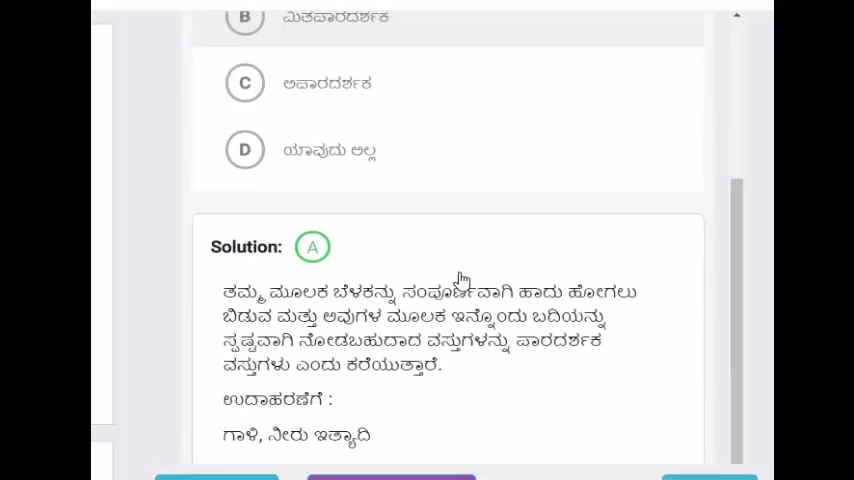 B ಮಿತಪಾರದರ್ಶಕ
C ಅಪಾರದರ್ಶಕ
D ಯಾವುದು ಅಲ್ಲ
Solution: A
ತಮ್ಮ ಮೂಲಕ ಬೆಳಕನ್ನು ಸಂಪೂರ್ಣವಾಗಿ ಹಾದು ಹೋಗಲು
ಬಿಡುವ ಮತ್ತು ಅವುಗಳ ಮೂಲಕ ಇನ್ನೊಂದು ಬದಿಯನ್ನು
ಸ್ಪಷ್ಟವಾಗಿ ನೋಡಬಹುದಾದ ವಸ್ತುಗಳನ್ನು ಪಾರದರ್ಶಕ
ವಸ್ತುಗಳು ಎಂದು ಕರೆಯುತ್ತಾರೆ.
ಉದಾಹರಣೆಗೆ :
ಗಾಳಿ, ನೀರು ಇತ್ಯಾದಿ